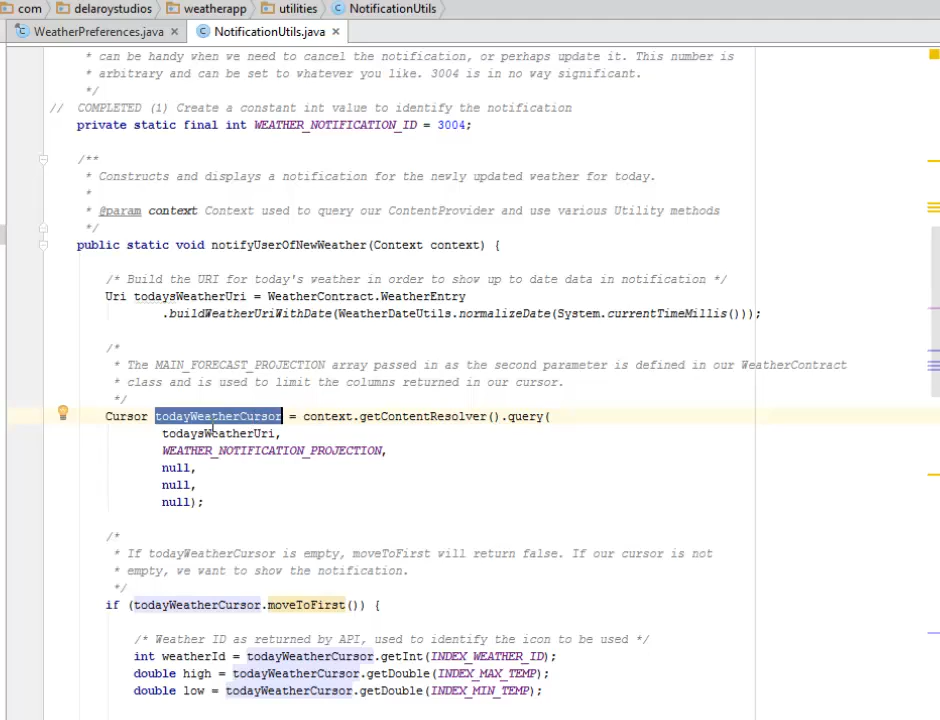 com delaroystudios weatherapp utilities NotificationUtils
WeatherPreferences.java × NotificationUtils.java ×
* can be handy when we need to cancel the notification, or perhaps update it. This number is
* arbitrary and can be set to whatever you like. 3004 is in no way significant.
*/
// COMPLETED (1) Create a constant int value to identify the notification
private static final int WEATHER_NOTIFICATION_ID = 3004;
/**
* Constructs and displays a notification for the newly updated weather for today.
*
* @param context Context used to query our ContentProvider and use various Utility methods
*/
public static void notifyUserOfNewWeather(Context context) {
/* Build the URI for today's weather in order to show up to date data in notification */
Uri todaysWeatherUri = WeatherContract.WeatherEntry
.buildWeatherUriWithDate(WeatherDateUtils.normalizeDate(System.currentTimeMillis()));
/*
* The MAIN_FORECAST_PROJECTION array passed in as the second parameter is defined in our WeatherContract
* class and is used to limit the columns returned in our cursor.
*/
Cursor todayWeatherCursor = context.getContentResolver().query(
todaysWeatherUri,
WEATHER_NOTIFICATION_PROJECTION,
null,
null,
null);
/*
* If todayWeatherCursor is empty, moveToFirst will return false. If our cursor is not
* empty, we want to show the notification.
*/
if (todayWeatherCursor.moveToFirst()) {
/* Weather ID as returned by API, used to identify the icon to be used */
int weatherId = todayWeatherCursor.getInt(INDEX_WEATHER_ID);
double high = todayWeatherCursor.getDouble(INDEX_MAX_TEMP);
double low = todayWeatherCursor.getDouble(INDEX_MIN_TEMP);